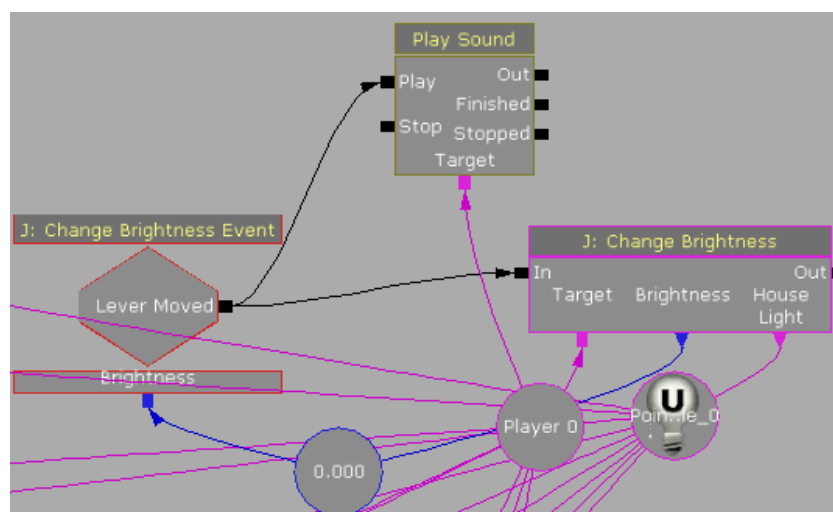 Play Sound
Play
Out
Finished
Stop
Stopped
Target
J: Change Brightness Event
Lever Moved
Brightness
J: Change Brightness
In
Out
Target
Brightness
House
Light
Player 0
U
0.000